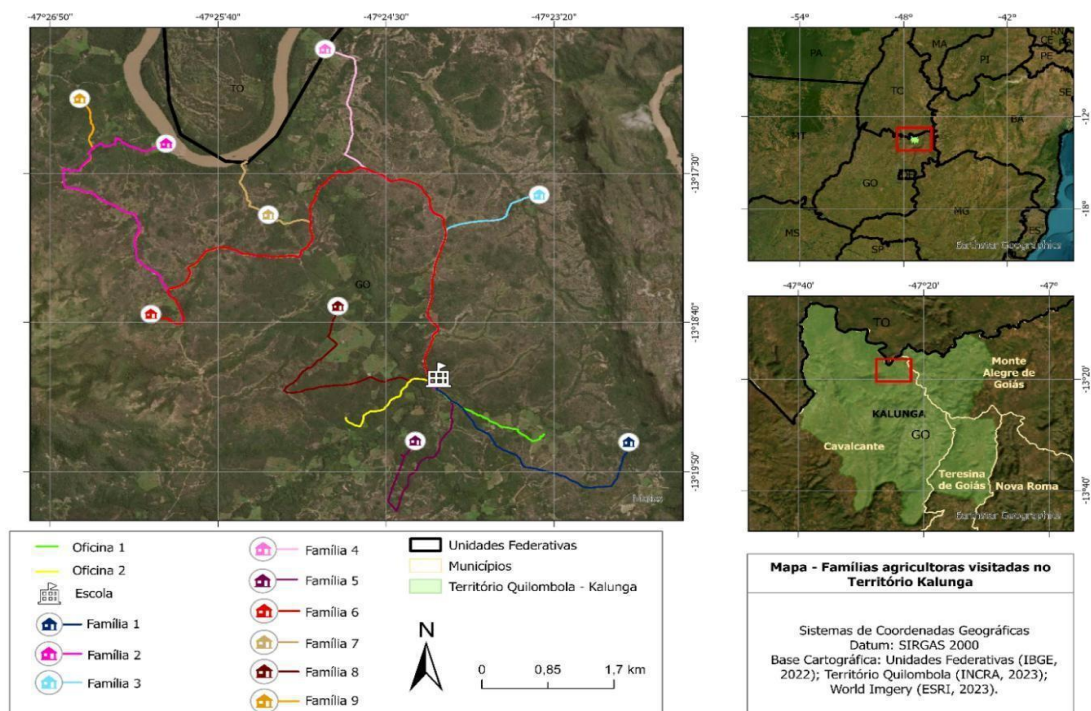 -47°26'50"
-47°25'40"
-47°24'30"
-47°23'20"
TO
-13°17'30"
GO
-13°18'40"
-13°19'50"
Maxar
-54°
-48°
-42°
PA
MA
CE
PI
PE
TO
SE
MT
BA
-12°
GO
MG
-18°
MS
ES
SP
Earthstar Geographics
-47°40'
-47°20'
-47°
TO
Monte
Alegre de
Goiás
-13°20'
KALUNGA
GO
Cavalcante
Teresina
de Goiás
Nova Roma
-13°40'
Earthstar Geographics
Oficina 1
Oficina 2
Escola
Família 1
Família 2
Família 3
Família 4
Família 5
Família 6
Família 7
Família 8
Família 9
Unidades Federativas
Municípios
Território Quilombola - Kalunga
N
0 0,85 1,7 km
Mapa - Famílias agricultoras visitadas no
Território Kalunga
Sistemas de Coordenadas Geográficas
Datum: SIRGAS 2000
Base Cartográfica: Unidades Federativas (IBGE,
2022); Território Quilombola (INCRA, 2023);
World Imgery (ESRI, 2023).